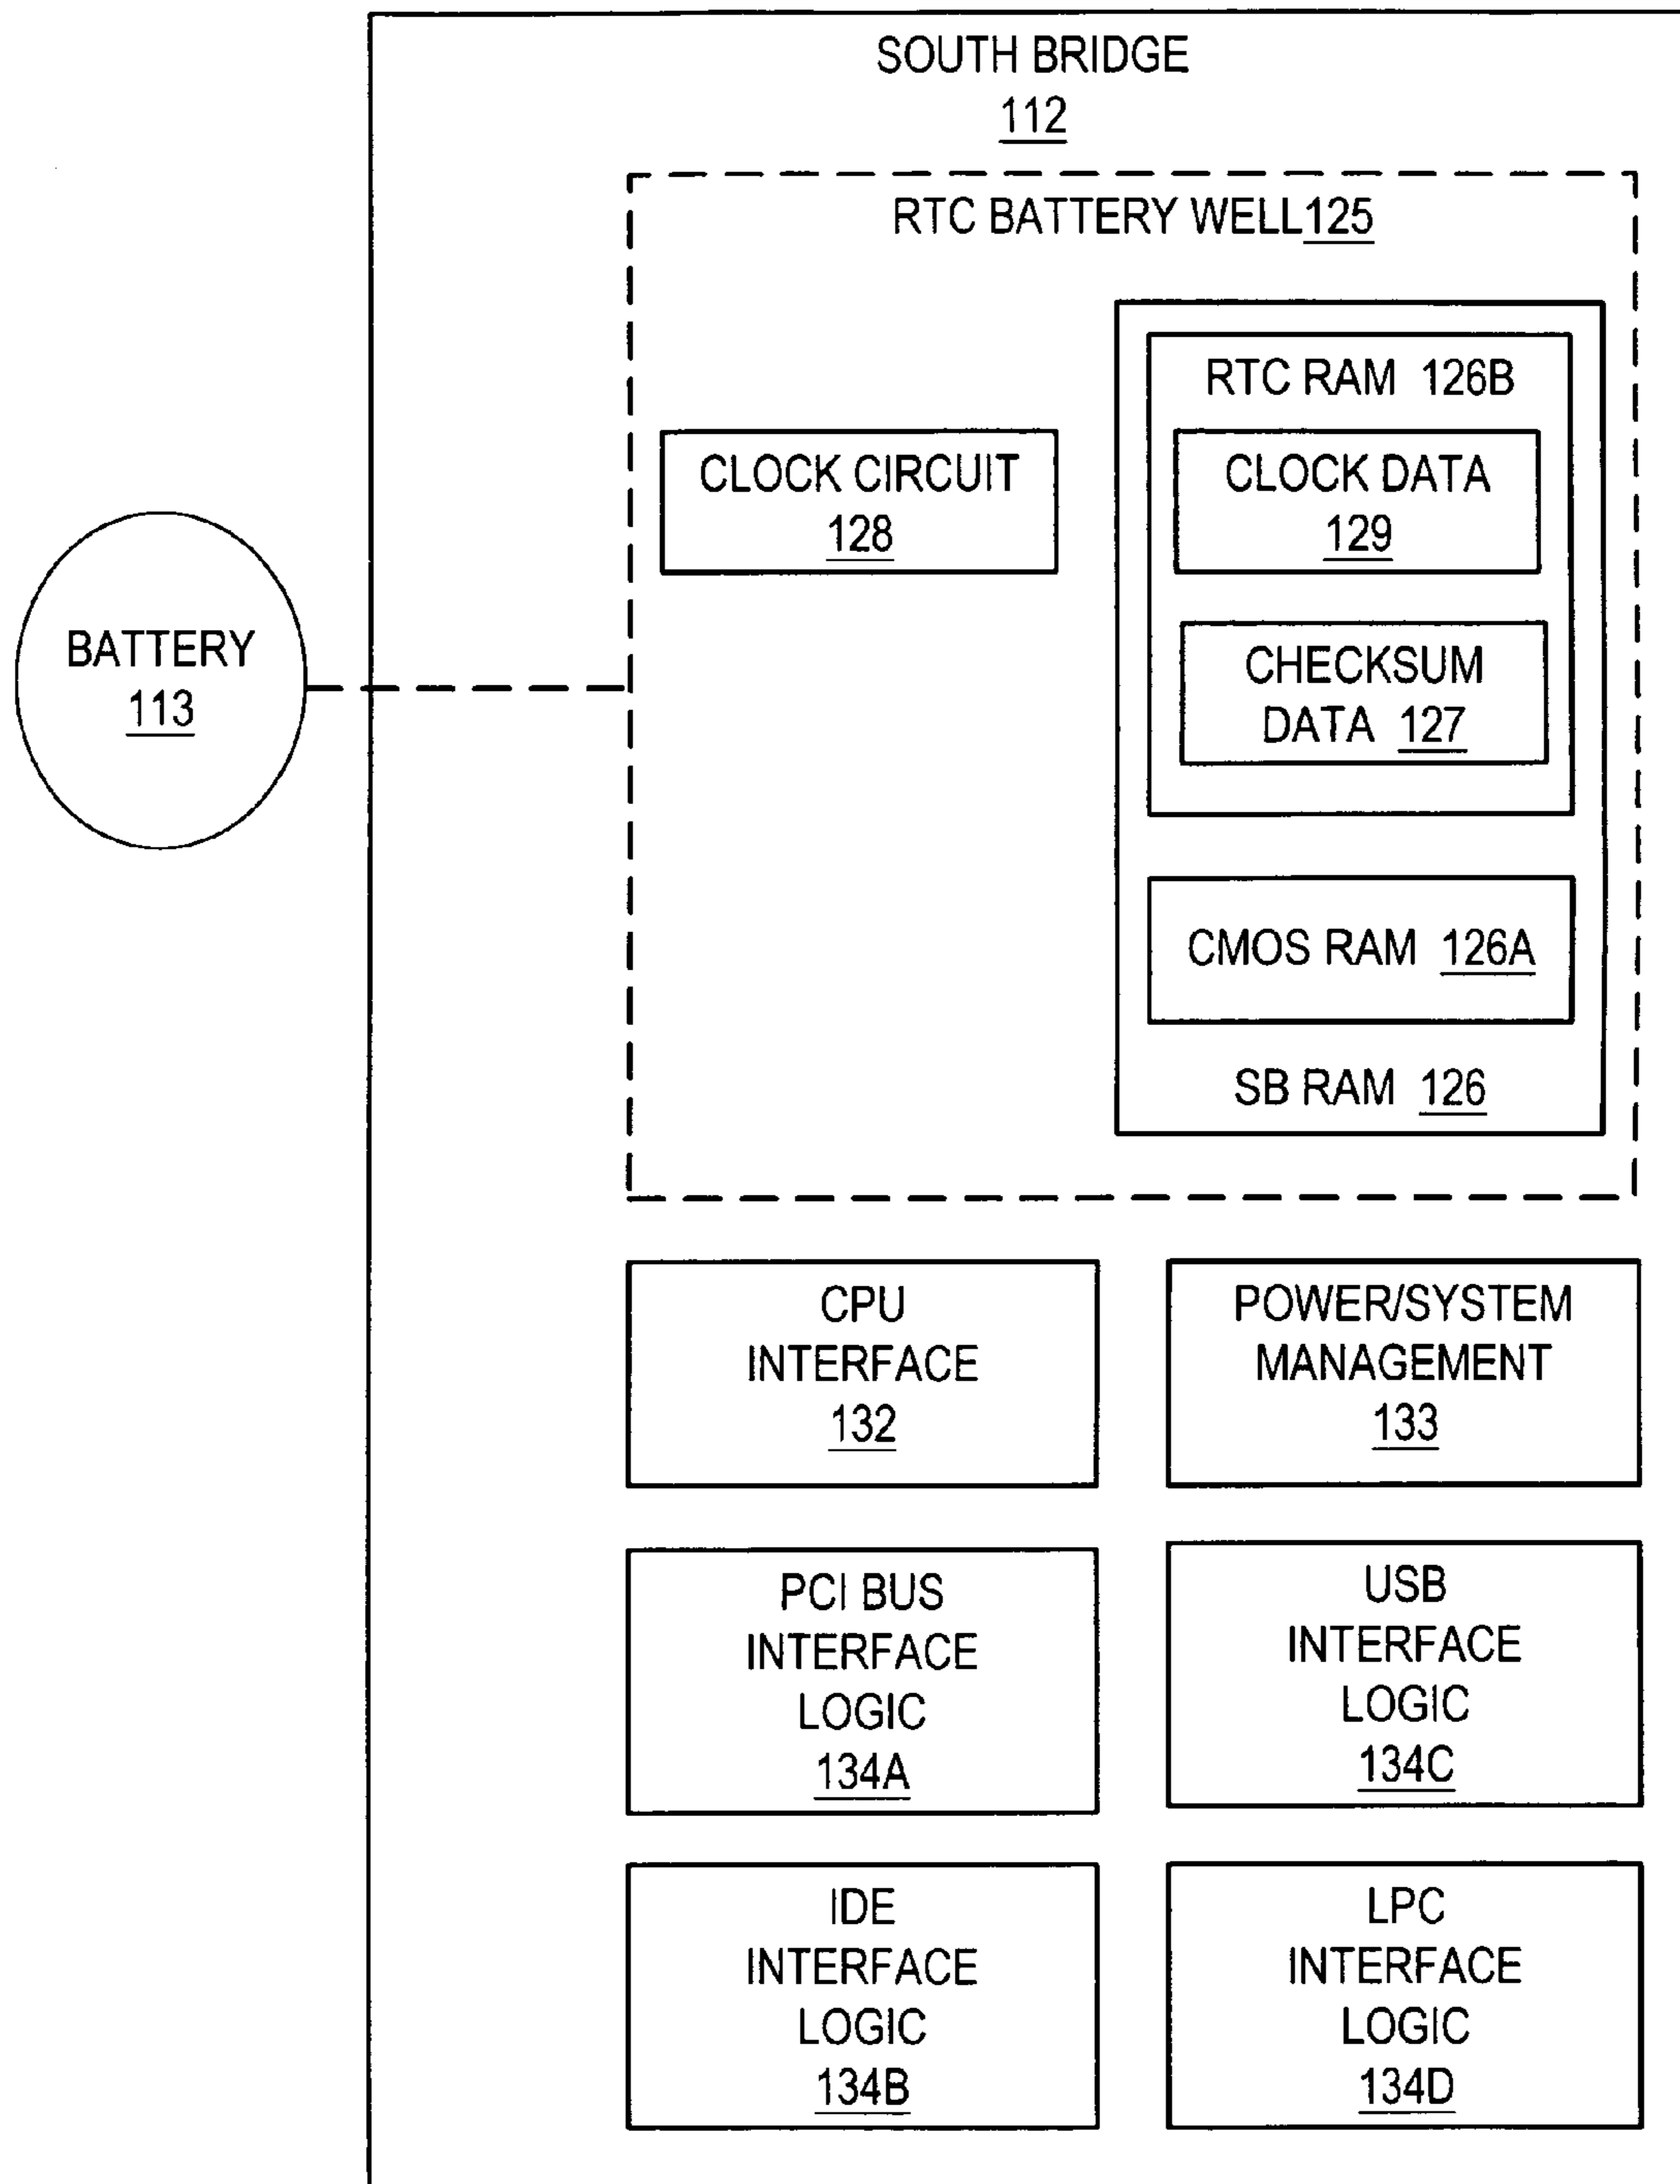 SOUTH BRIDGE
112
RTC BATTERY WELL125
RTC RAM 126B
CLOCK CIRCUIT
128
CLOCK DATA
129
BATTERY
113
CHECKSUM
DATA 127
CMOS RAM 126A
SB RAM 126
CPU
INTERFACE
132
POWER/SYSTEM
MANAGEMENT
133
PCI BUS
INTERFACE
LOGIC
134A
USB
INTERFACE
LOGIC
134C
IDE
INTERFACE
LOGIC
134B
LPC
INTERFACE
LOGIC
134D